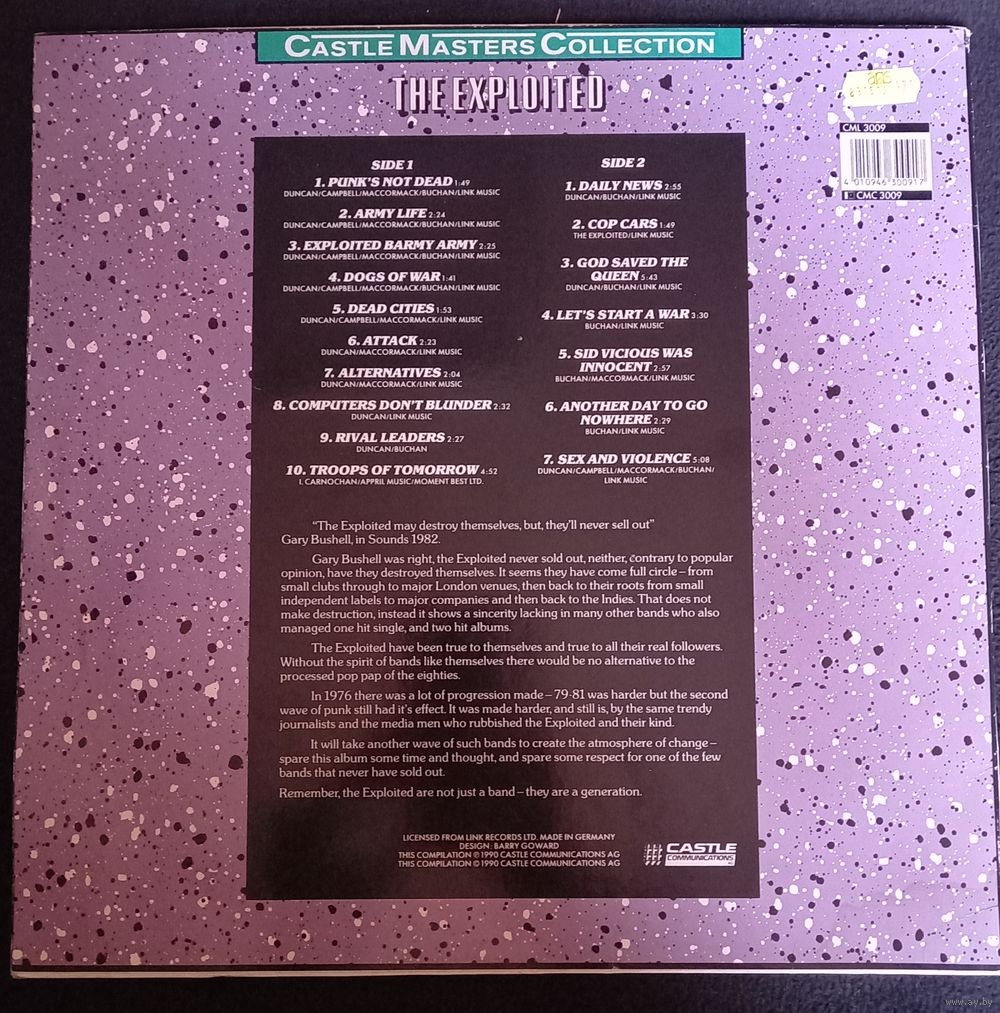 CASTLE MASTERS COLLECTION
THE EXPLOITED
CML 3009
4 010946 300917
CMC 3009
SIDE 1
1. PUNK'S NOT DEAD 1:49
DUNCAN/CAMPBELL/MACCORMACK/BUCHAN/LINK MUSIC
2. ARMY LIFE 2:24
DUNCAN/CAMPBELL/MACCORMACK/BUCHAN/LINK MUSIC
3. EXPLOITED BARMY ARMY 2:25
DUNCAN/CAMPBELL/MACCORMACK/BUCHAN/LINK MUSIC
4. DOGS OF WAR 1:41
DUNCAN/CAMPBELL/MACCORMACK/BUCHAN/LINK MUSIC
5. DEAD CITIES 1:53
DUNCAN/CAMPBELL/MACCORMACK/LINK MUSIC
6. ATTACK 2:23
DUNCAN/MACCORMACK/LINK MUSIC
7. ALTERNATIVES 2:04
DUNCAN/MACCORMACK/LINK MUSIC
8. COMPUTERS DON'T BLUNDER 2:32
DUNCAN/LINK MUSIC
9. RIVAL LEADERS 2:27
DUNCAN/BUCHAN
10. TROOPS OF TOMORROW 4:52
I. CARNOCHAN/APPRIL MUSIC/MOMENT BEST LTD.
SIDE 2
1. DAILY NEWS 2:55
DUNCAN/BUCHAN/LINK MUSIC
2. COP CARS 1:49
THE EXPLOITED/LINK MUSIC
3. GOD SAVED THE
QUEEN 5:43
DUNCAN/BUCHAN/LINK MUSIC
4. LET'S START A WAR 3:30
BUCHAN/LINK MUSIC
5. SID VICIOUS WAS
INNOCENT 2:57
BUCHAN/MACCORMACK/LINK MUSIC
6. ANOTHER DAY TO GO
NOWHERE 2:29
BUCHAN/LINK MUSIC
7. SEX AND VIOLENCE 5:08
DUNCAN/CAMPBELL/MACCORMACK/BUCHAN/
LINK MUSIC
"The Exploited may destroy themselves, but, they'll never sell out"
Gary Bushell, in Sounds 1982.
Gary Bushell was right, the Exploited never sold out, neither, contrary to popular
opinion, have they destroyed themselves. It seems they have come full circle – from
small clubs through to major London venues, then back to their roots from small
independent labels to major companies and then back to the Indies. That does not
make destruction, instead it shows a sincerity lacking in many other bands who also
managed one hit single, and two hit albums.
The Exploited have been true to themselves and true to all their real followers.
Without the spirit of bands like themselves there would be no alternative to the
processed pop pap of the eighties.
In 1976 there was a lot of progression made – 79-81 was harder but the second
wave of punk still had it's effect. It was made harder, and still is, by the same trendy
journalists and the media men who rubbished the Exploited and their kind.
It will take another wave of such bands to create the atmosphere of change –
spare this album some time and thought, and spare some respect for one of the few
bands that never have sold out.
Remember, the Exploited are not just a band – they are a generation.
LICENSED FROM LINK RECORDS LTD. MADE IN GERMANY
DESIGN: BARRY GOWARD
THIS COMPILATION ℗ 1990 CASTLE COMMUNICATIONS AG
THIS COMPILATION © 1990 CASTLE COMMUNICATIONS AG
CASTLE
COMMUNICATIONS
www.ay.by